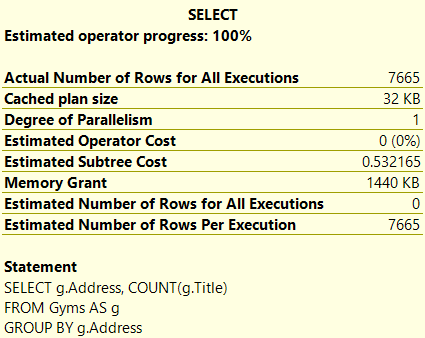 SELECT
Estimated operator progress: 100%
Actual Number of Rows for All Executions 7665
Cached plan size 32 KB
Degree of Parallelism 1
Estimated Operator Cost 0 (0%)
Estimated Subtree Cost 0.532165
Memory Grant 1440 KB
Estimated Number of Rows for All Executions 0
Estimated Number of Rows Per Execution 7665
Statement
SELECT g.Address, COUNT(g.Title)
FROM Gyms AS g
GROUP BY g.Address